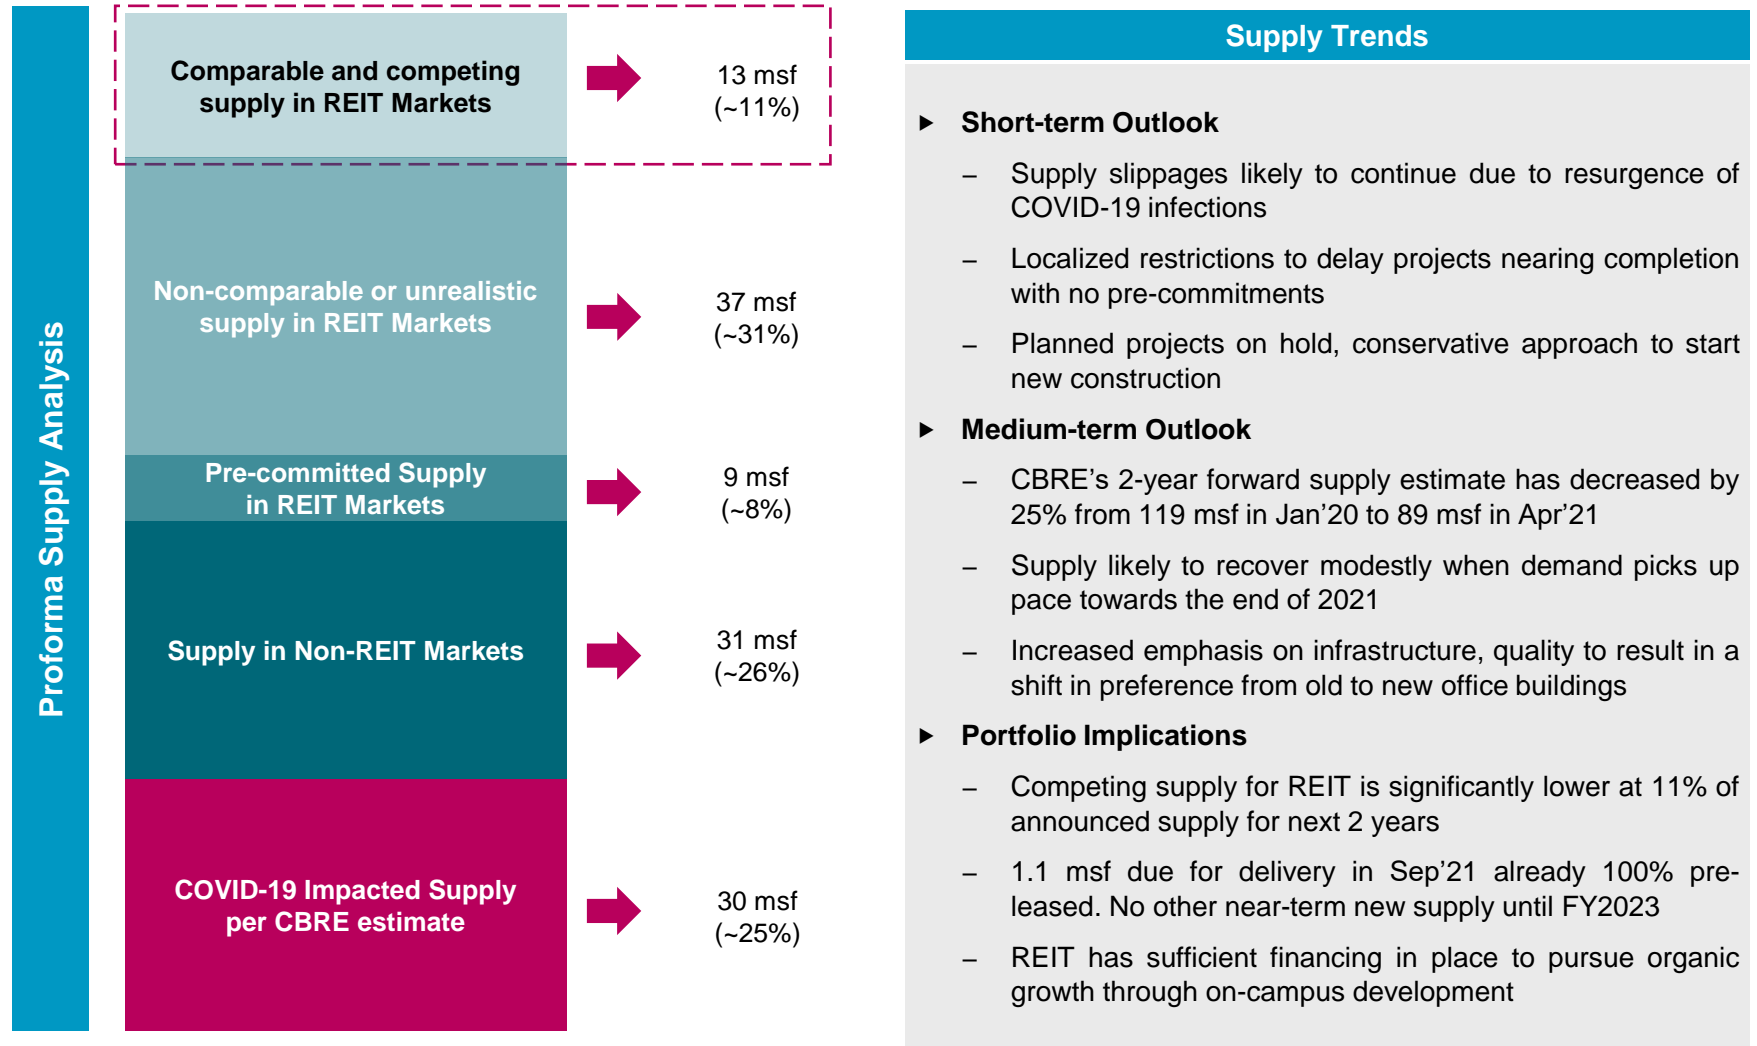 Proforma Supply Analysis
Comparable and competing
supply in REIT Markets
13 msf
(~11%)
Non-comparable or unrealistic
supply in REIT Markets
37 msf
(~31%)
Pre-committed Supply
in REIT Markets
9 msf
(~8%)
Supply in Non-REIT Markets
31 msf
(~26%)
COVID-19 Impacted Supply
per CBRE estimate
30 msf
(~25%)
Supply Trends
► Short-term Outlook
– Supply slippages likely to continue due to resurgence of
COVID-19 infections
– Localized restrictions to delay projects nearing completion
with no pre-commitments
– Planned projects on hold, conservative approach to start
new construction
► Medium-term Outlook
– CBRE’s 2-year forward supply estimate has decreased by
25% from 119 msf in Jan’20 to 89 msf in Apr’21
– Supply likely to recover modestly when demand picks up
pace towards the end of 2021
– Increased emphasis on infrastructure, quality to result in a
shift in preference from old to new office buildings
► Portfolio Implications
– Competing supply for REIT is significantly lower at 11% of
announced supply for next 2 years
– 1.1 msf due for delivery in Sep’21 already 100% pre-
leased. No other near-term new supply until FY2023
– REIT has sufficient financing in place to pursue organic
growth through on-campus development